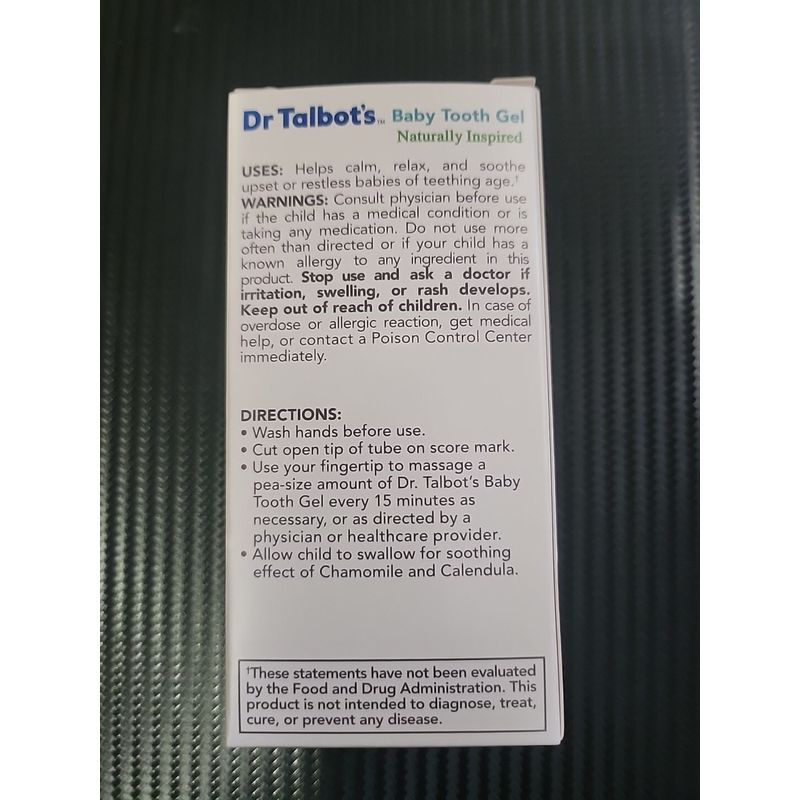 Dr Talbot's™ Baby Tooth Gel
Naturally Inspired
USES: Helps calm, relax, and soothe
upset or restless babies of teething age.†
WARNINGS: Consult physician before use
if the child has a medical condition or is
taking any medication. Do not use more
often than directed or if your child has a
known allergy to any ingredient in this
product. Stop use and ask a doctor if
irritation, swelling, or rash develops.
Keep out of reach of children. In case of
overdose or allergic reaction, get medical
help, or contact a Poison Control Center
immediately.
DIRECTIONS:
• Wash hands before use.
• Cut open tip of tube on score mark.
• Use your fingertip to massage a
pea-size amount of Dr. Talbot's Baby
Tooth Gel every 15 minutes as
necessary, or as directed by a
physician or healthcare provider.
• Allow child to swallow for soothing
effect of Chamomile and Calendula.
†These statements have not been evaluated
by the Food and Drug Administration. This
product is not intended to diagnose, treat,
cure, or prevent any disease.